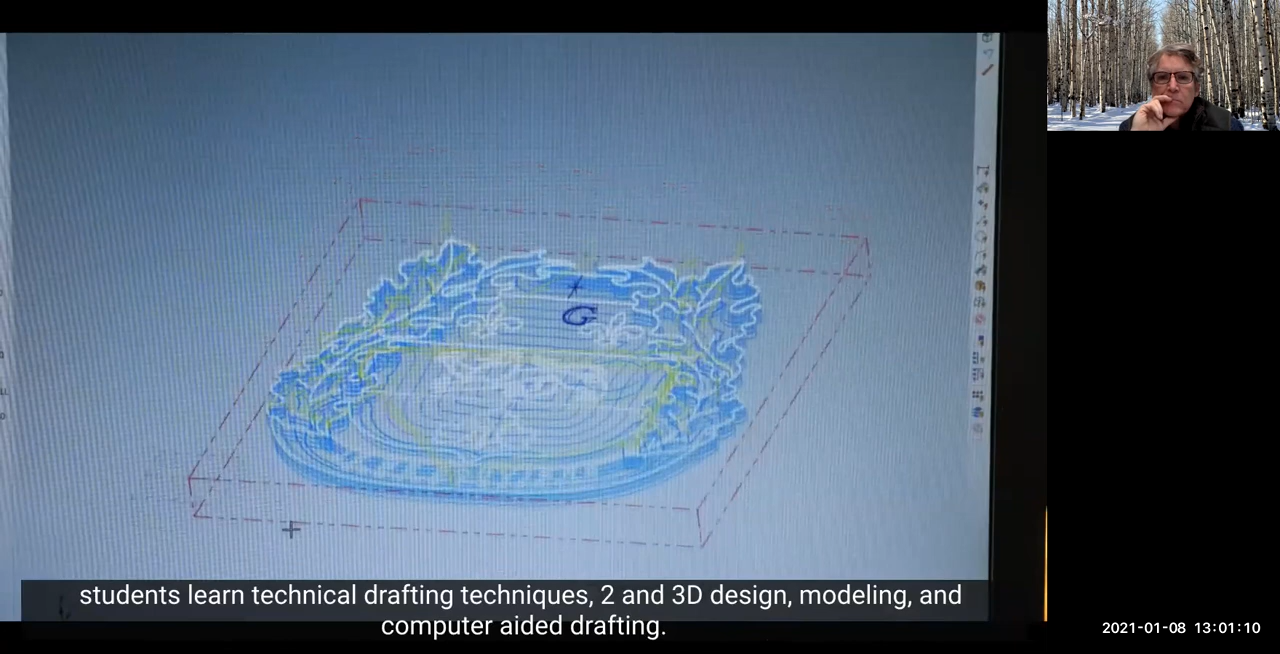 G
students learn technical drafting techniques, 2 and 3D design, modeling, and
computer aided drafting.
2021-01-08 13:01:10